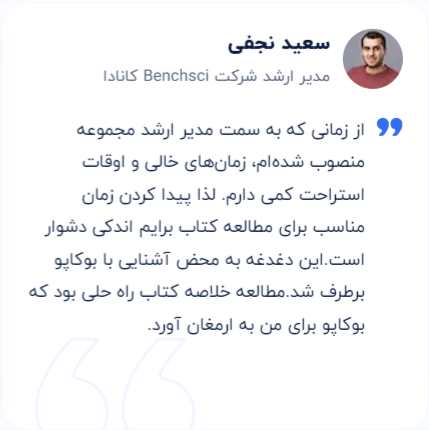 سعید نجفی
مدیر ارشد شرکت Benchsci کانادا
از زمانی که به سمت مدیر ارشد مجموعه
منصوب شده‌ام، زمان‌های خالی و اوقات
استراحت کمی دارم. لذا پیدا کردن زمان
مناسب برای مطالعه کتاب برایم اندکی دشوار
است.این دغدغه به محض آشنایی با بوکاپو
برطرف شد.مطالعه خلاصه کتاب راه حلی بود که
بوکاپو برای من به ارمغان آورد.